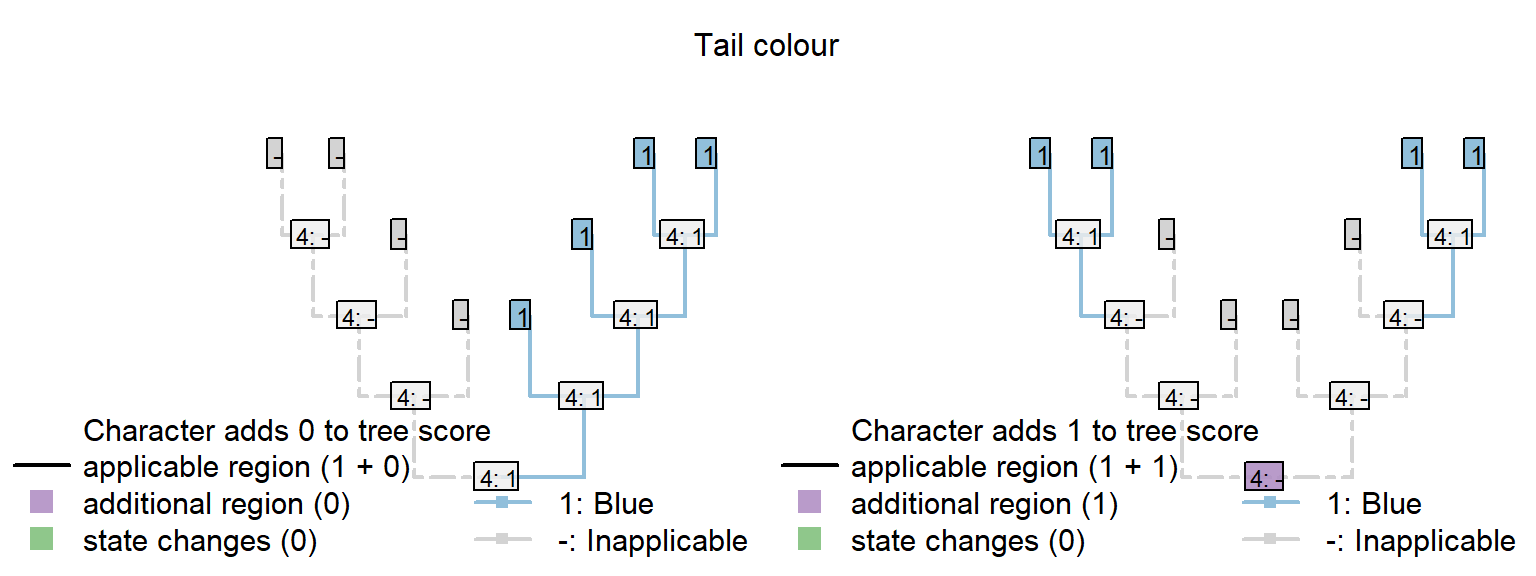 Tail colour
- - 1 1 1 1 1 1
4: - - 1 4: 1 4: 1 - - 4: 1
4: - - 1 4: 1 4: - - - 4: -
4: - 4: 1 4: - 4: -
Character adds 0 to tree score Character adds 1 to tree score
applicable region (1 + 0) 4: 1 applicable region (1 + 1) 4: -
additional region (0) 1: Blue additional region (1) 1: Blue
state changes (0) -: Inapplicable state changes (0) -: Inapplicable